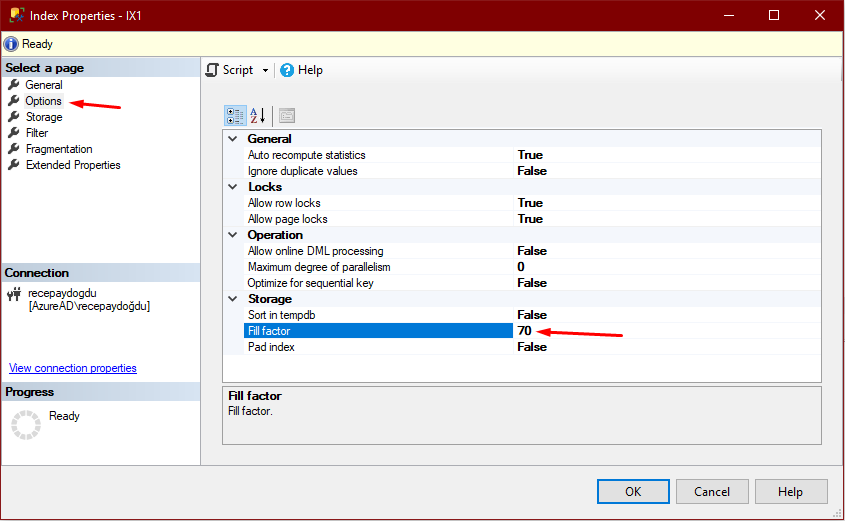 Index Properties - IX1
Ready
Select a page
General
Options
Storage
Filter
Fragmentation
Extended Properties
Connection
recepaydogdu
[AzureAD\recepaydoğdu]
View connection properties
Progress
Ready
Script Help
General
Auto recompute statistics True
Ignore duplicate values False
Locks
Allow row locks True
Allow page locks True
Operation
Allow online DML processing False
Maximum degree of parallelism 0
Optimize for sequential key False
Storage
Sort in tempdb False
Fill factor 70
Pad index False
Fill factor
Fill factor.
OK Cancel Help